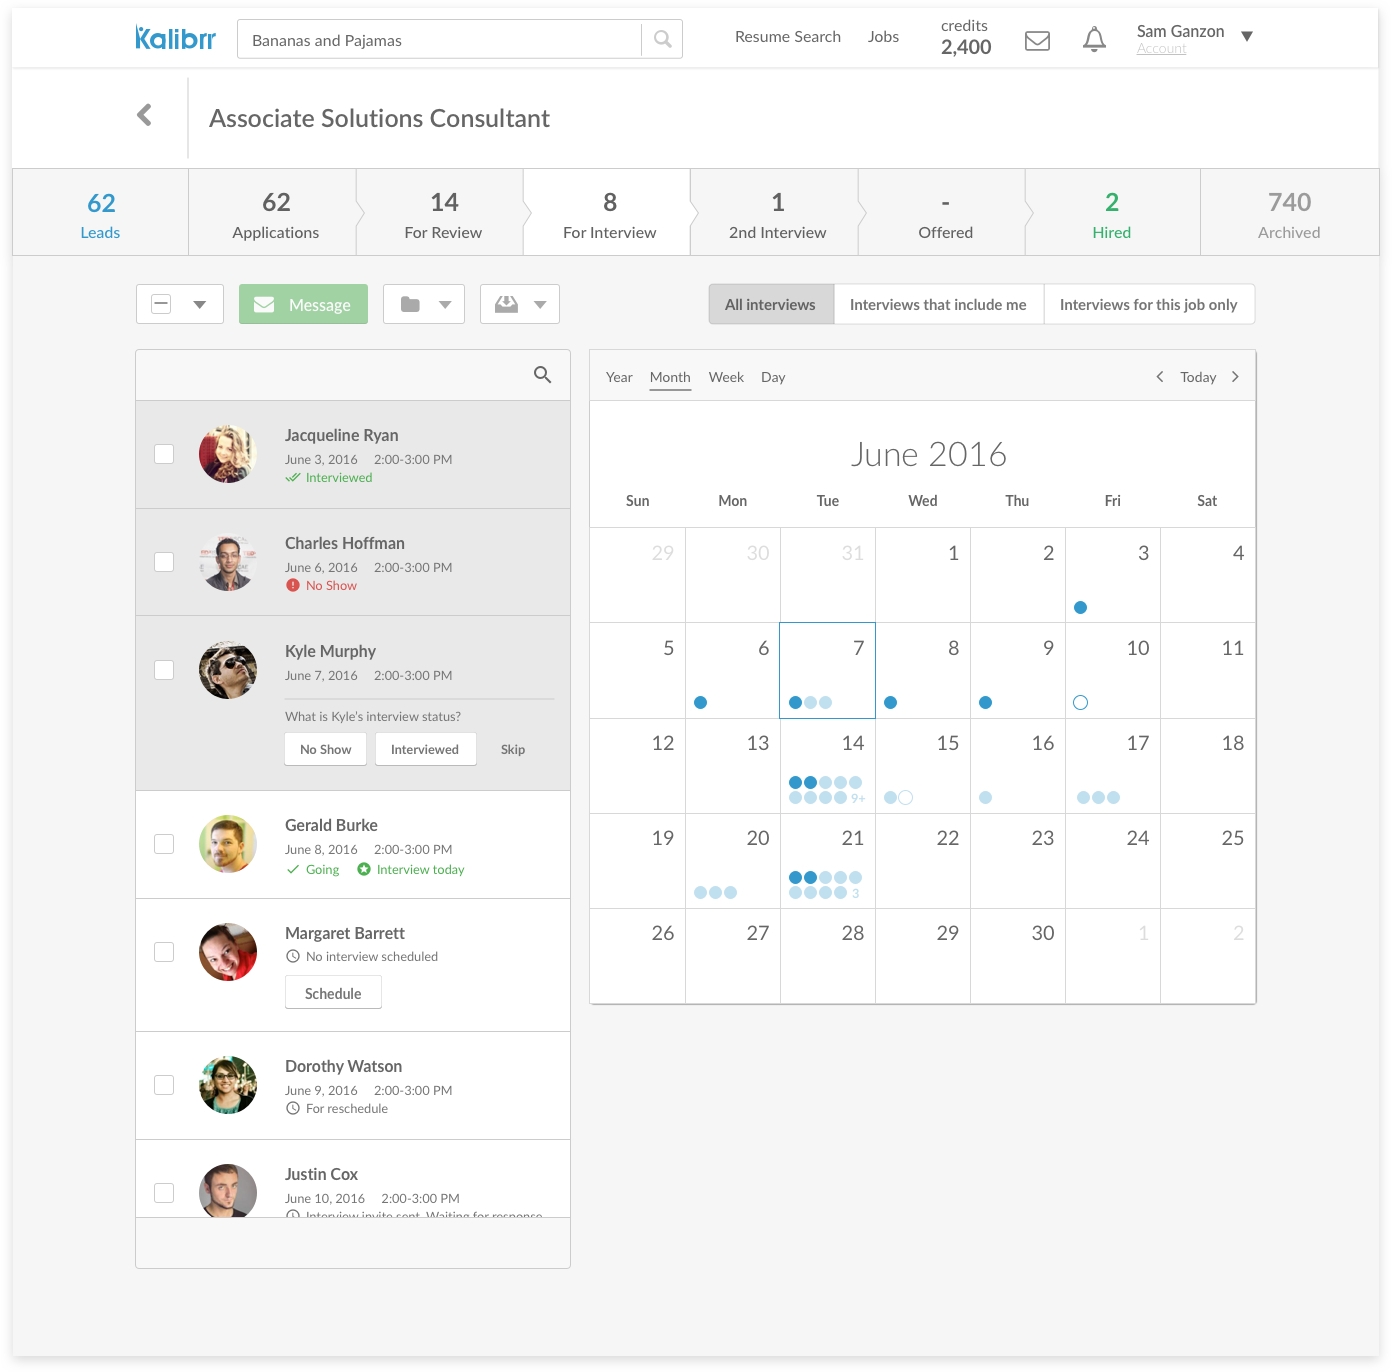 Kalibrr
Bananas and Pajamas
Resume Search
Jobs
credits
2,400
Sam Ganzon
Account
Associate Solutions Consultant
62
Leads
62
Applications
14
For Review
8
For Interview
1
2nd Interview
-
Offered
2
Hired
740
Archived
Message
All interviews
Interviews that include me
Interviews for this job only
Jacqueline Ryan
June 3, 2016 2:00-3:00 PM
Interviewed
Charles Hoffman
June 6, 2016 2:00-3:00 PM
No Show
Kyle Murphy
June 7, 2016 2:00-3:00 PM
What is Kyle's interview status?
No Show Interviewed Skip
Gerald Burke
June 8, 2016 2:00-3:00 PM
Going Interview today
Margaret Barrett
No interview scheduled
Schedule
Dorothy Watson
June 9, 2016 2:00-3:00 PM
For reschedule
Justin Cox
June 10, 2016 2:00-3:00 PM
Interview invite sent. Waiting for response
Year Month Week Day
Today
June 2016
Sun Mon Tue Wed Thu Fri Sat
29 30 31 1 2 3 4
5 6 7 8 9 10 11
12 13 14 15 16 17 18
9+
19 20 21 22 23 24 25
3
26 27 28 29 30 1 2